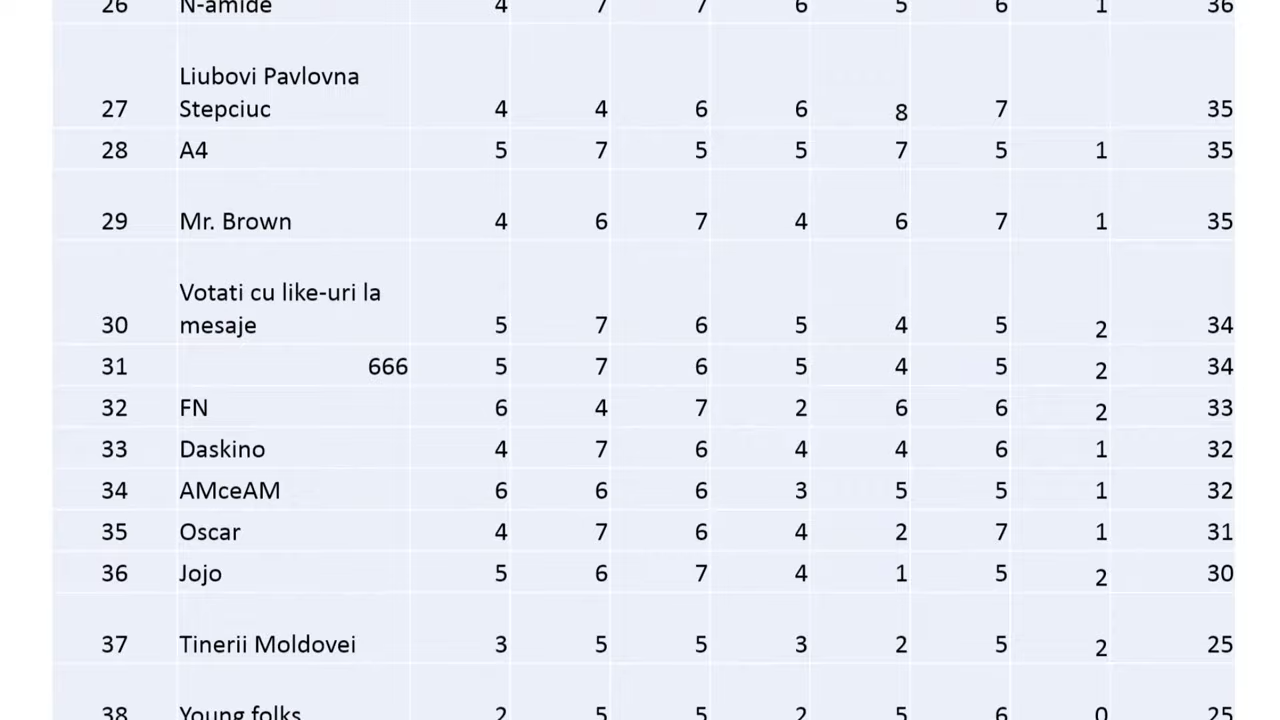 26 N-amide 4 7 7 6 5 6 1 36
Liubovi Pavlovna
27 Stepciuc 4 4 6 6 8 7 35
28 A4 5 7 5 5 7 5 1 35
29 Mr. Brown 4 6 7 4 6 7 1 35
Votati cu like-uri la
30 mesaje 5 7 6 5 4 5 2 34
31 666 5 7 6 5 4 5 2 34
32 FN 6 4 7 2 6 6 2 33
33 Daskino 4 7 6 4 4 6 1 32
34 AMceAM 6 6 6 3 5 5 1 32
35 Oscar 4 7 6 4 2 7 1 31
36 Jojo 5 6 7 4 1 5 2 30
37 Tinerii Moldovei 3 5 5 3 2 5 2 25
38 Young folks 2 5 5 2 5 6 0 25